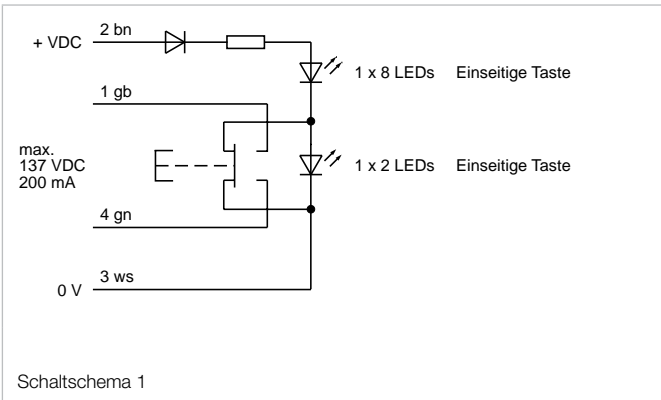 + VDC
2 bn
1 x 8 LEDs Einseitige Taste
1 gb
max.
137 VDC
200 mA
1 x 2 LEDs Einseitige Taste
4 gn
0 V
3 ws
Schaltschema 1